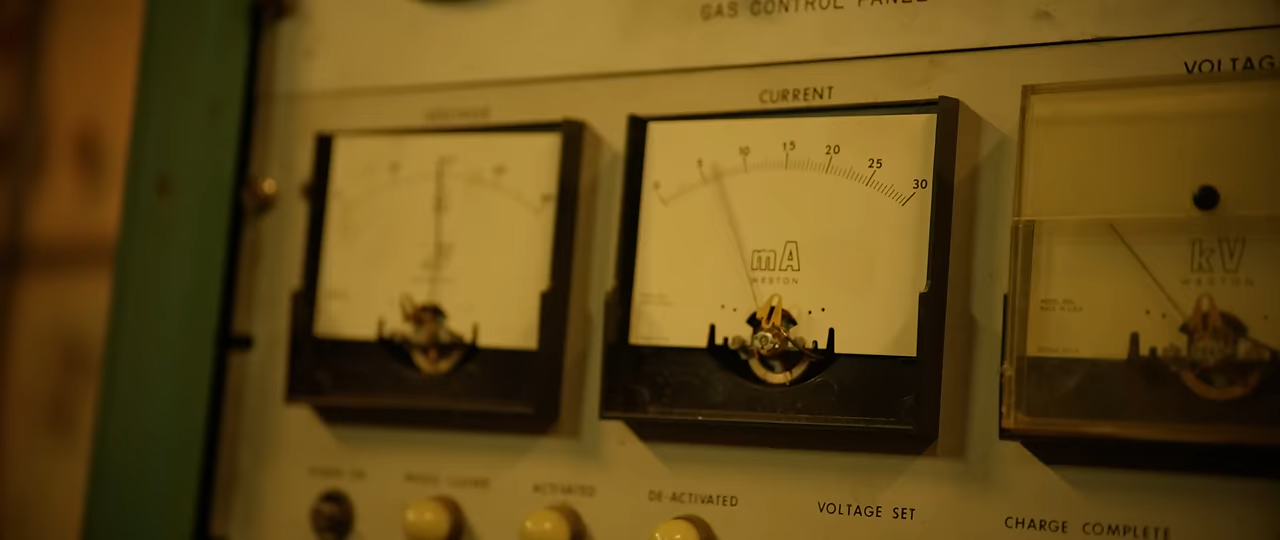 GAS CONTROL PANEL
CURRENT
VOLTAG
5 10 15 20 25 30
mA
WESTON
kV
WESTON
ACTIVATED
DE-ACTIVATED
VOLTAGE SET
CHARGE COMPLETE